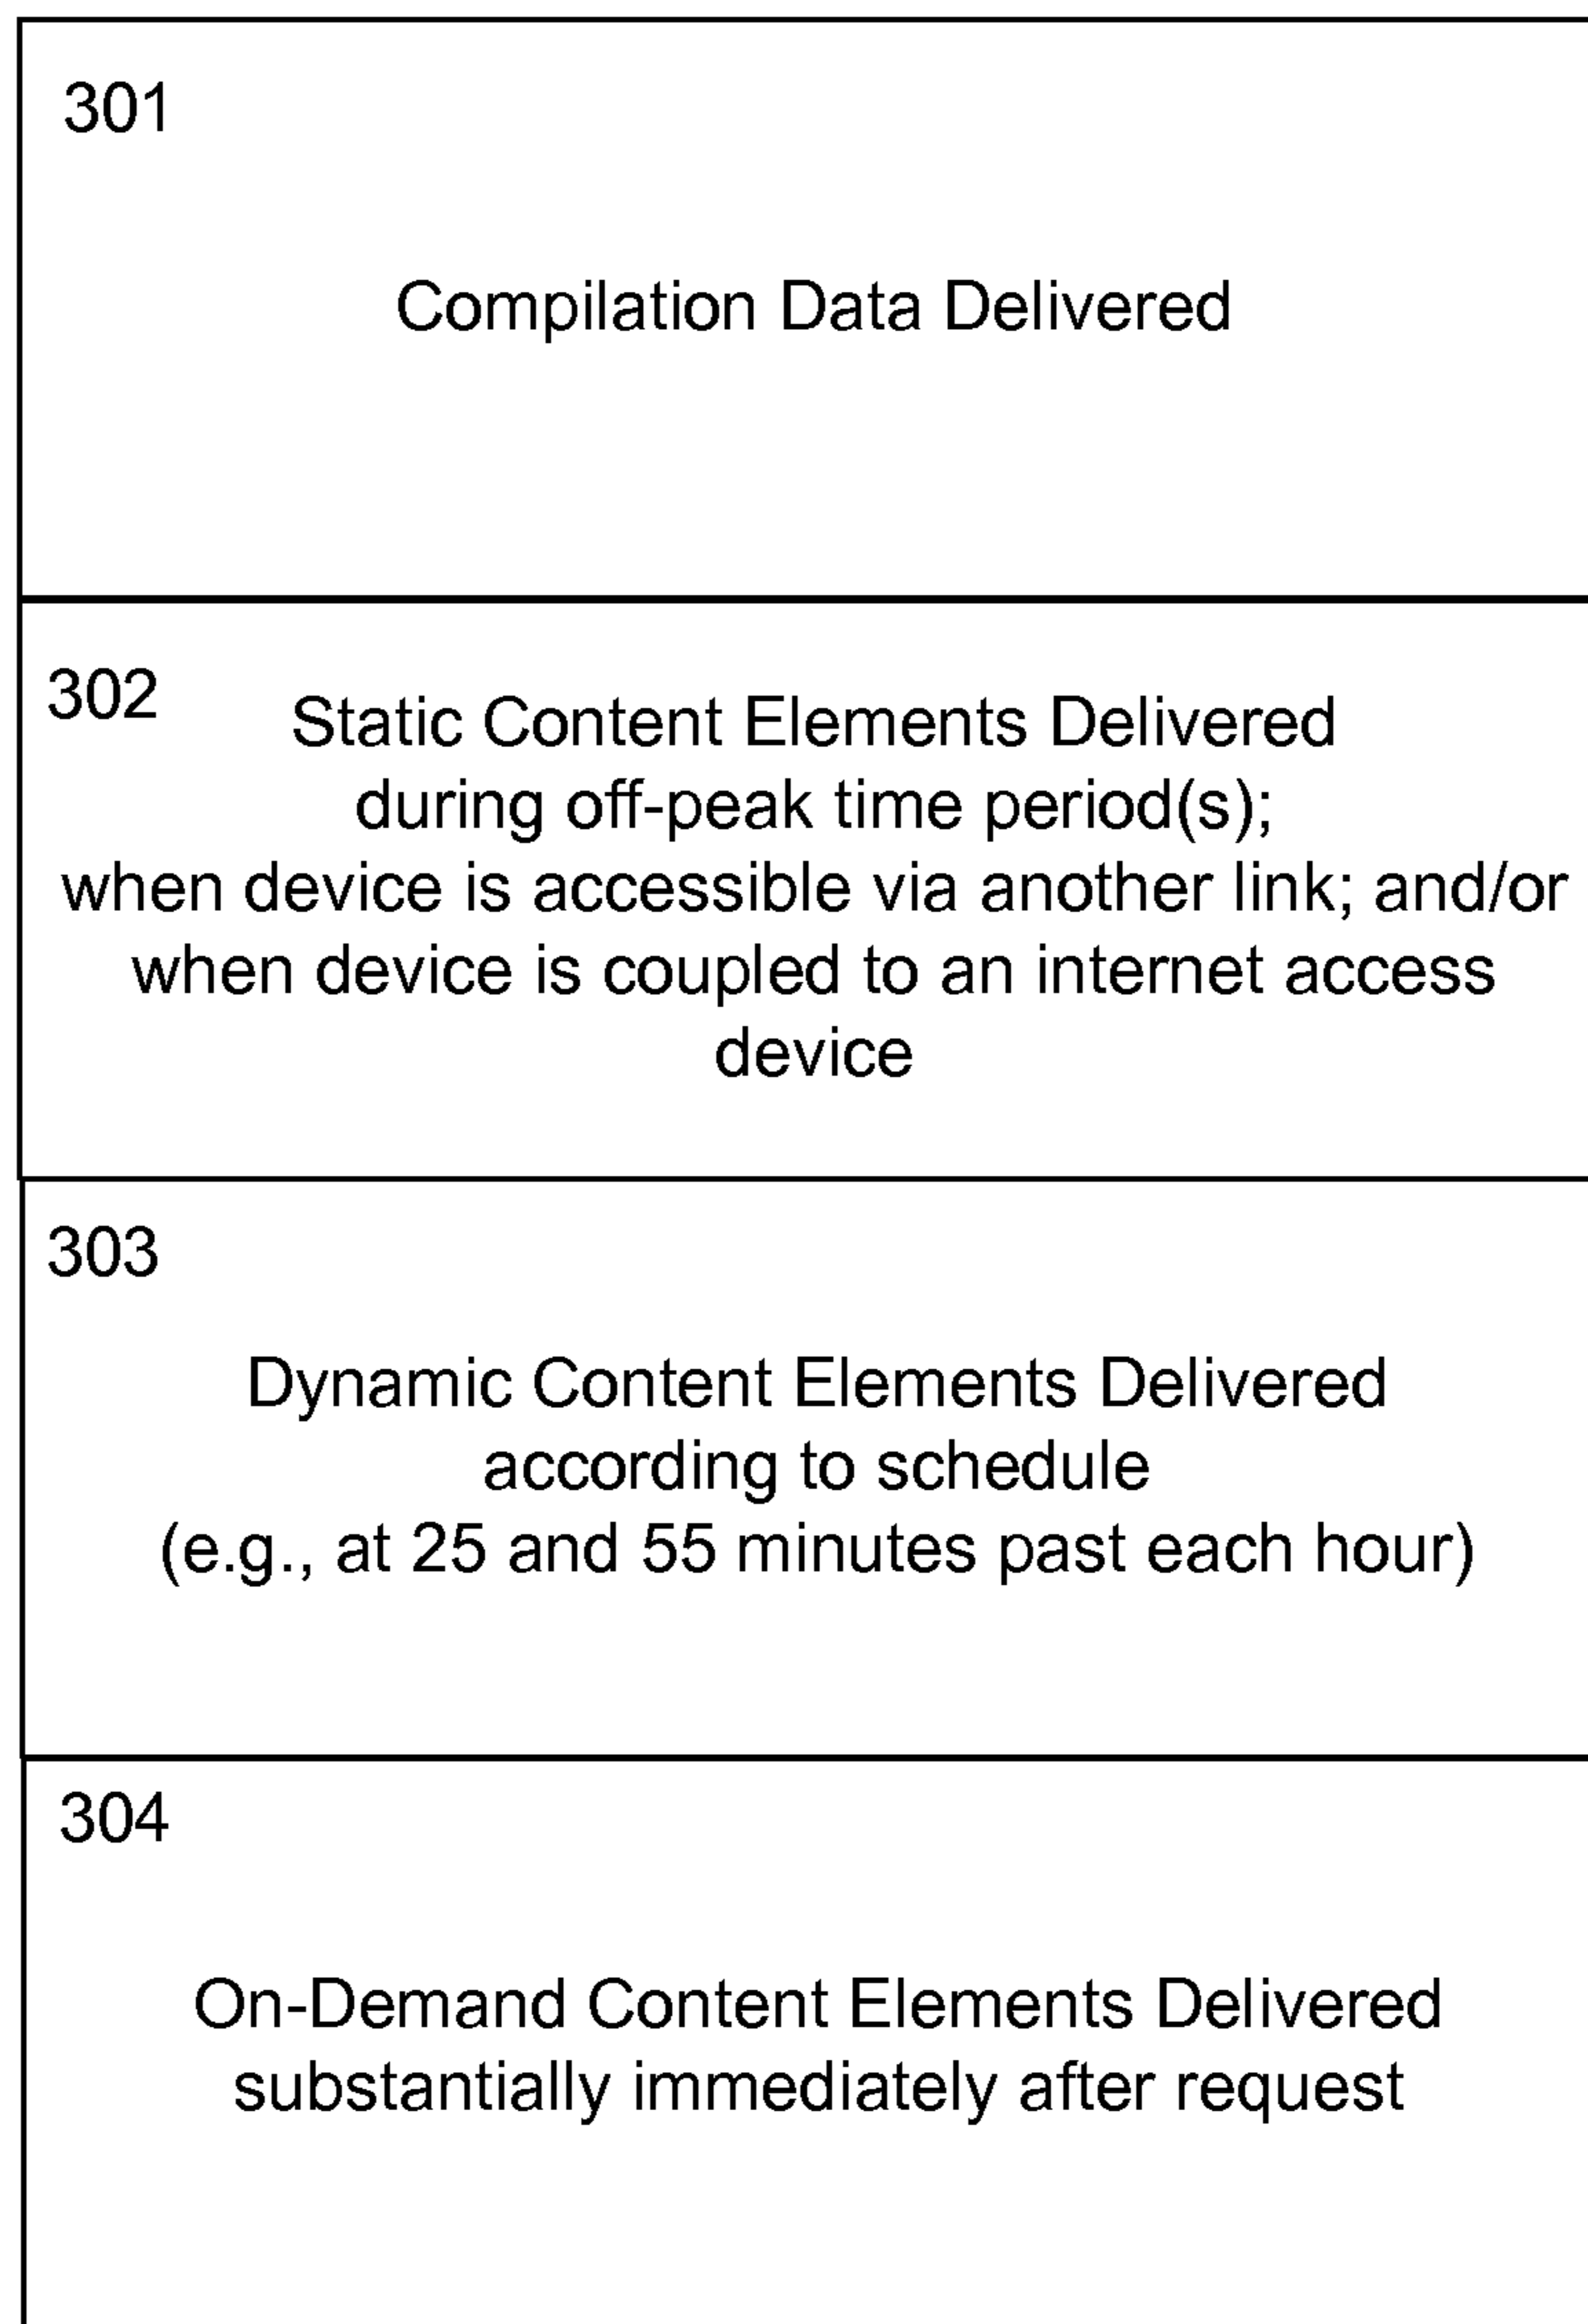 301
Compilation Data Delivered
302
Static Content Elements Delivered
during off-peak time period(s);
when device is accessible via another link; and/or
when device is coupled to an internet access
device
303
Dynamic Content Elements Delivered
according to schedule
(e.g., at 25 and 55 minutes past each hour)
304
On-Demand Content Elements Delivered
substantially immediately after request